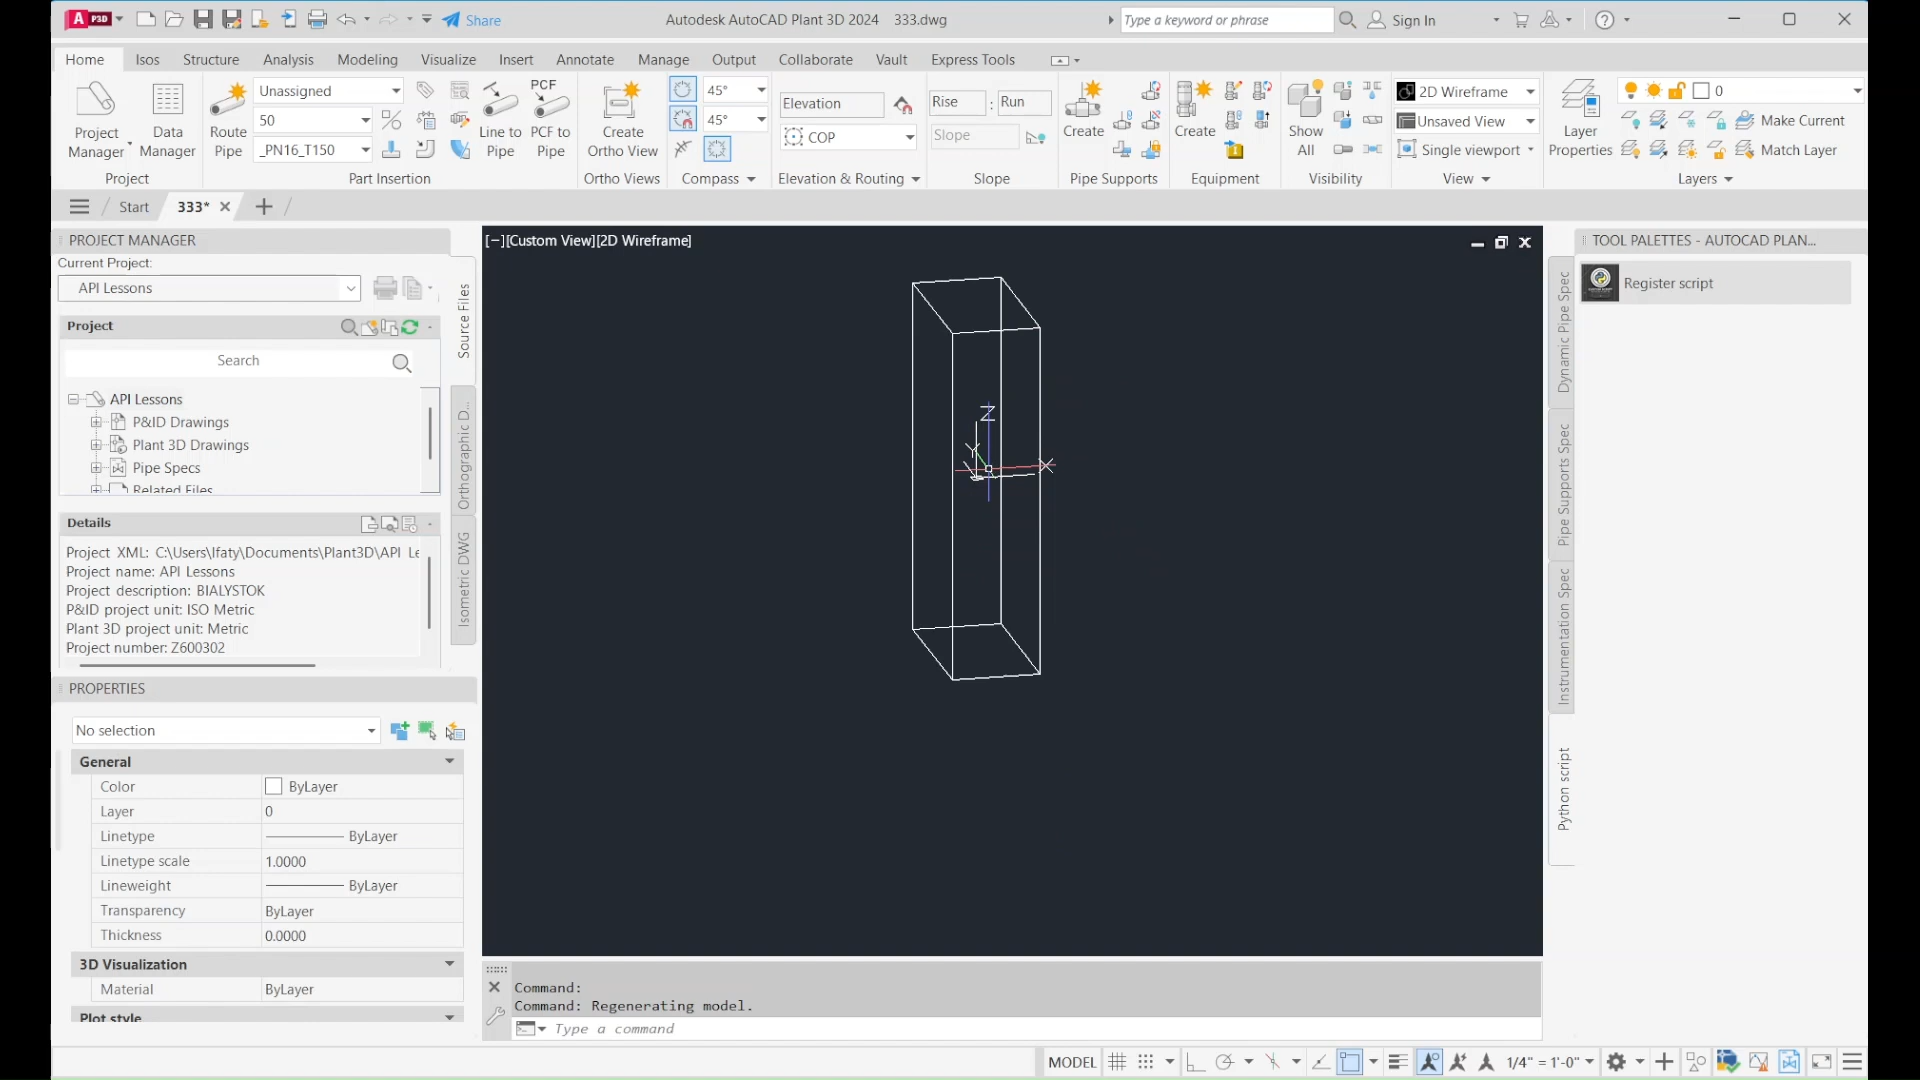 A P3D
Share
Autodesk AutoCAD Plant 3D 2024 333.dwg
Type a keyword or phrase
Sign In
Home Isos Structure Analysis Modeling Visualize Insert Annotate Manage Output Collaborate Vault Express Tools
Project Manager
Data Manager
Project
Route Pipe
Unassigned
50
_PN16_T150
Line to Pipe
PCF
PCF to Pipe
Part Insertion
Create Ortho View
Ortho Views
45°
45°
Compass
Elevation
COP
Elevation & Routing
Rise : Run
Slope
Slope
Create
Pipe Supports
Create
Equipment
Show All
Visibility
2D Wireframe
Unsaved View
Single viewport
View
Layer Properties
0
Make Current
Match Layer
Layers
Start
333*
PROJECT MANAGER
Current Project:
API Lessons
Project
Search
API Lessons
P&ID Drawings
Plant 3D Drawings
Pipe Specs
Related Files
Source Files
Orthographic D...
Isometric DWG
Details
Project XML: C:\Users\lfaty\Documents\Plant3D\API Le
Project name: API Lessons
Project description: BIALYSTOK
P&ID project unit: ISO Metric
Plant 3D project unit: Metric
Project number: Z600302
PROPERTIES
No selection
General
Color ByLayer
Layer 0
Linetype ByLayer
Linetype scale 1.0000
Lineweight ByLayer
Transparency ByLayer
Thickness 0.0000
3D Visualization
Material ByLayer
Plot style
[−][Custom View][2D Wireframe]
Z
Y
X
Command:
Command: Regenerating model.
Type a command
TOOL PALETTES - AUTOCAD PLAN...
Register script
Dynamic Pipe Spec
Pipe Supports Spec
Instrumentation Spec
Python script
MODEL
1/4" = 1'-0"